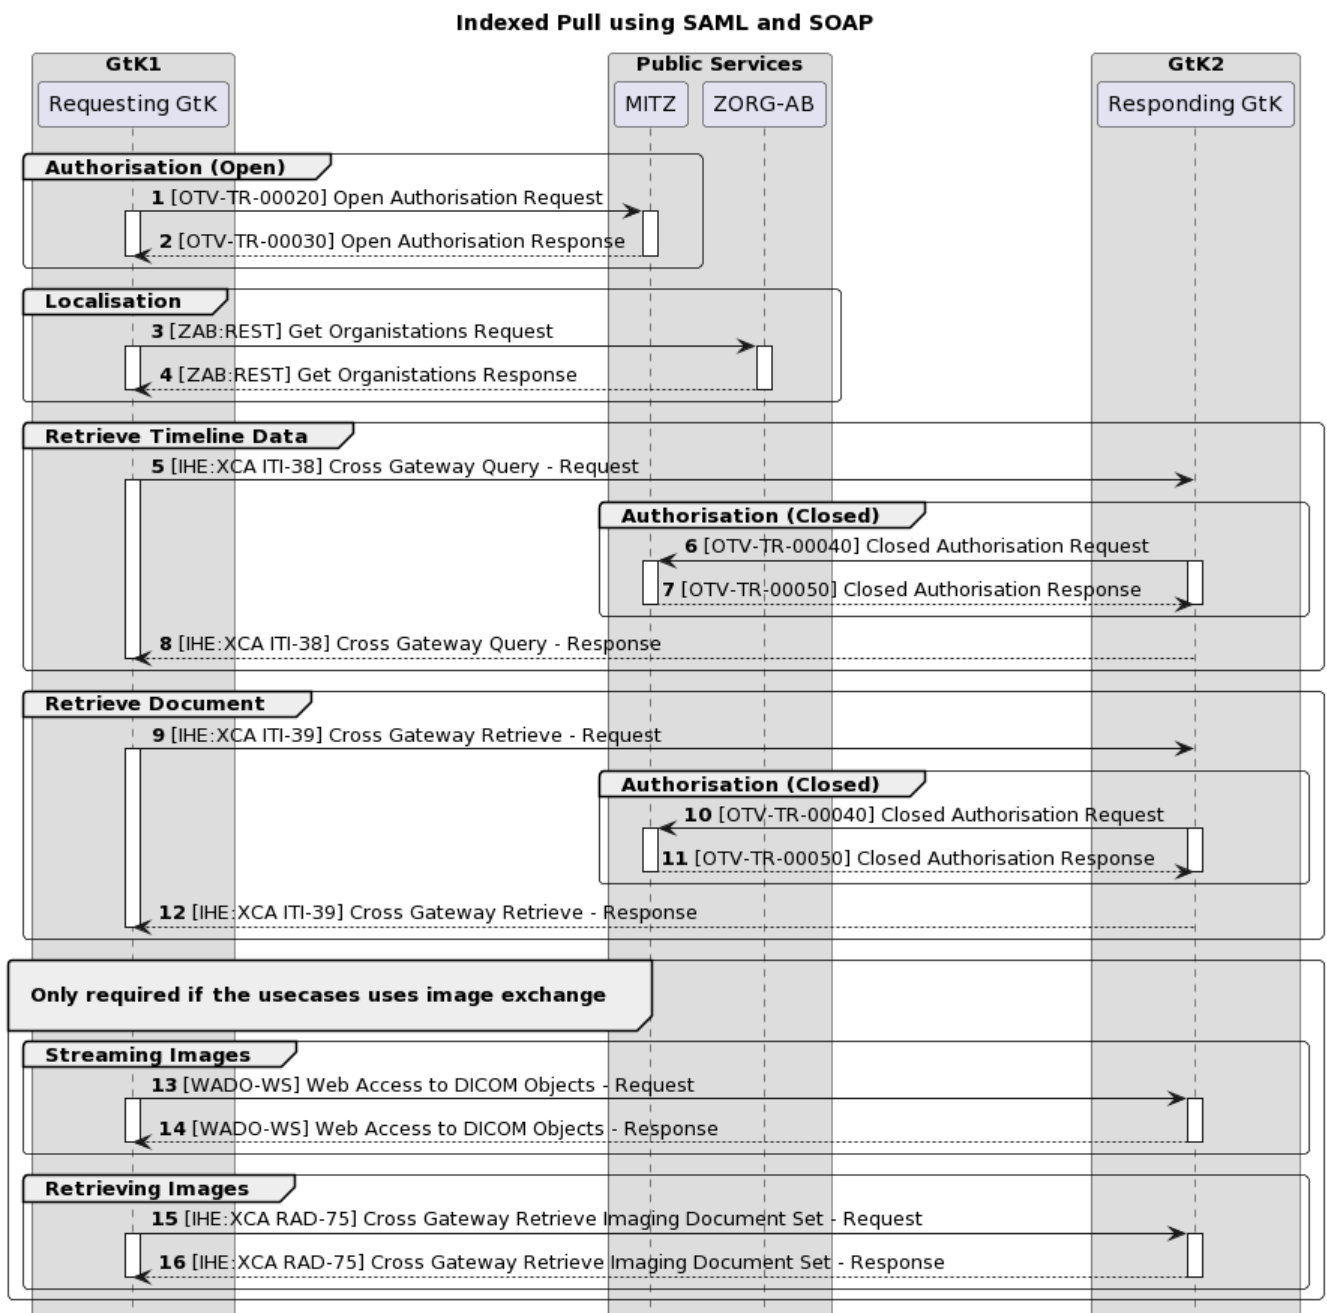 Indexed Pull using SAML and SOAP
GtK1
Public Services
GtK2
Requesting GtK
MITZ
ZORG-AB
Responding GtK
Authorisation (Open)
1 [OTV-TR-00020] Open Authorisation Request
2 [OTV-TR-00030] Open Authorisation Response
Localisation
3 [ZAB:REST] Get Organistations Request
4 [ZAB:REST] Get Organistations Response
Retrieve Timeline Data
5 [IHE:XCA ITI-38] Cross Gateway Query - Request
Authorisation (Closed)
6 [OTV-TR-00040] Closed Authorisation Request
7 [OTV-TR-00050] Closed Authorisation Response
8 [IHE:XCA ITI-38] Cross Gateway Query - Response
Retrieve Document
9 [IHE:XCA ITI-39] Cross Gateway Retrieve - Request
Authorisation (Closed)
10 [OTV-TR-00040] Closed Authorisation Request
11 [OTV-TR-00050] Closed Authorisation Response
12 [IHE:XCA ITI-39] Cross Gateway Retrieve - Response
Only required if the usecases uses image exchange
Streaming Images
13 [WADO-WS] Web Access to DICOM Objects - Request
14 [WADO-WS] Web Access to DICOM Objects - Response
Retrieving Images
15 [IHE:XCA RAD-75] Cross Gateway Retrieve Imaging Document Set - Request
16 [IHE:XCA RAD-75] Cross Gateway Retrieve Imaging Document Set - Response